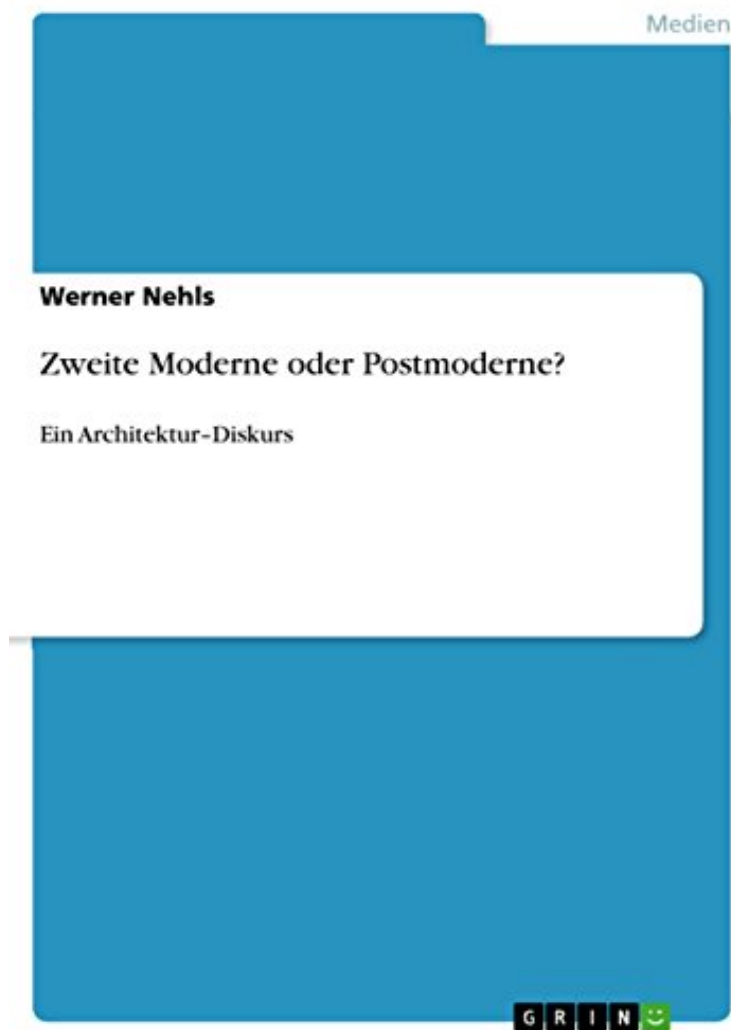 Medien
Werner Nehls
Zweite Moderne oder Postmoderne?
Ein Architektur–Diskurs
GRIN